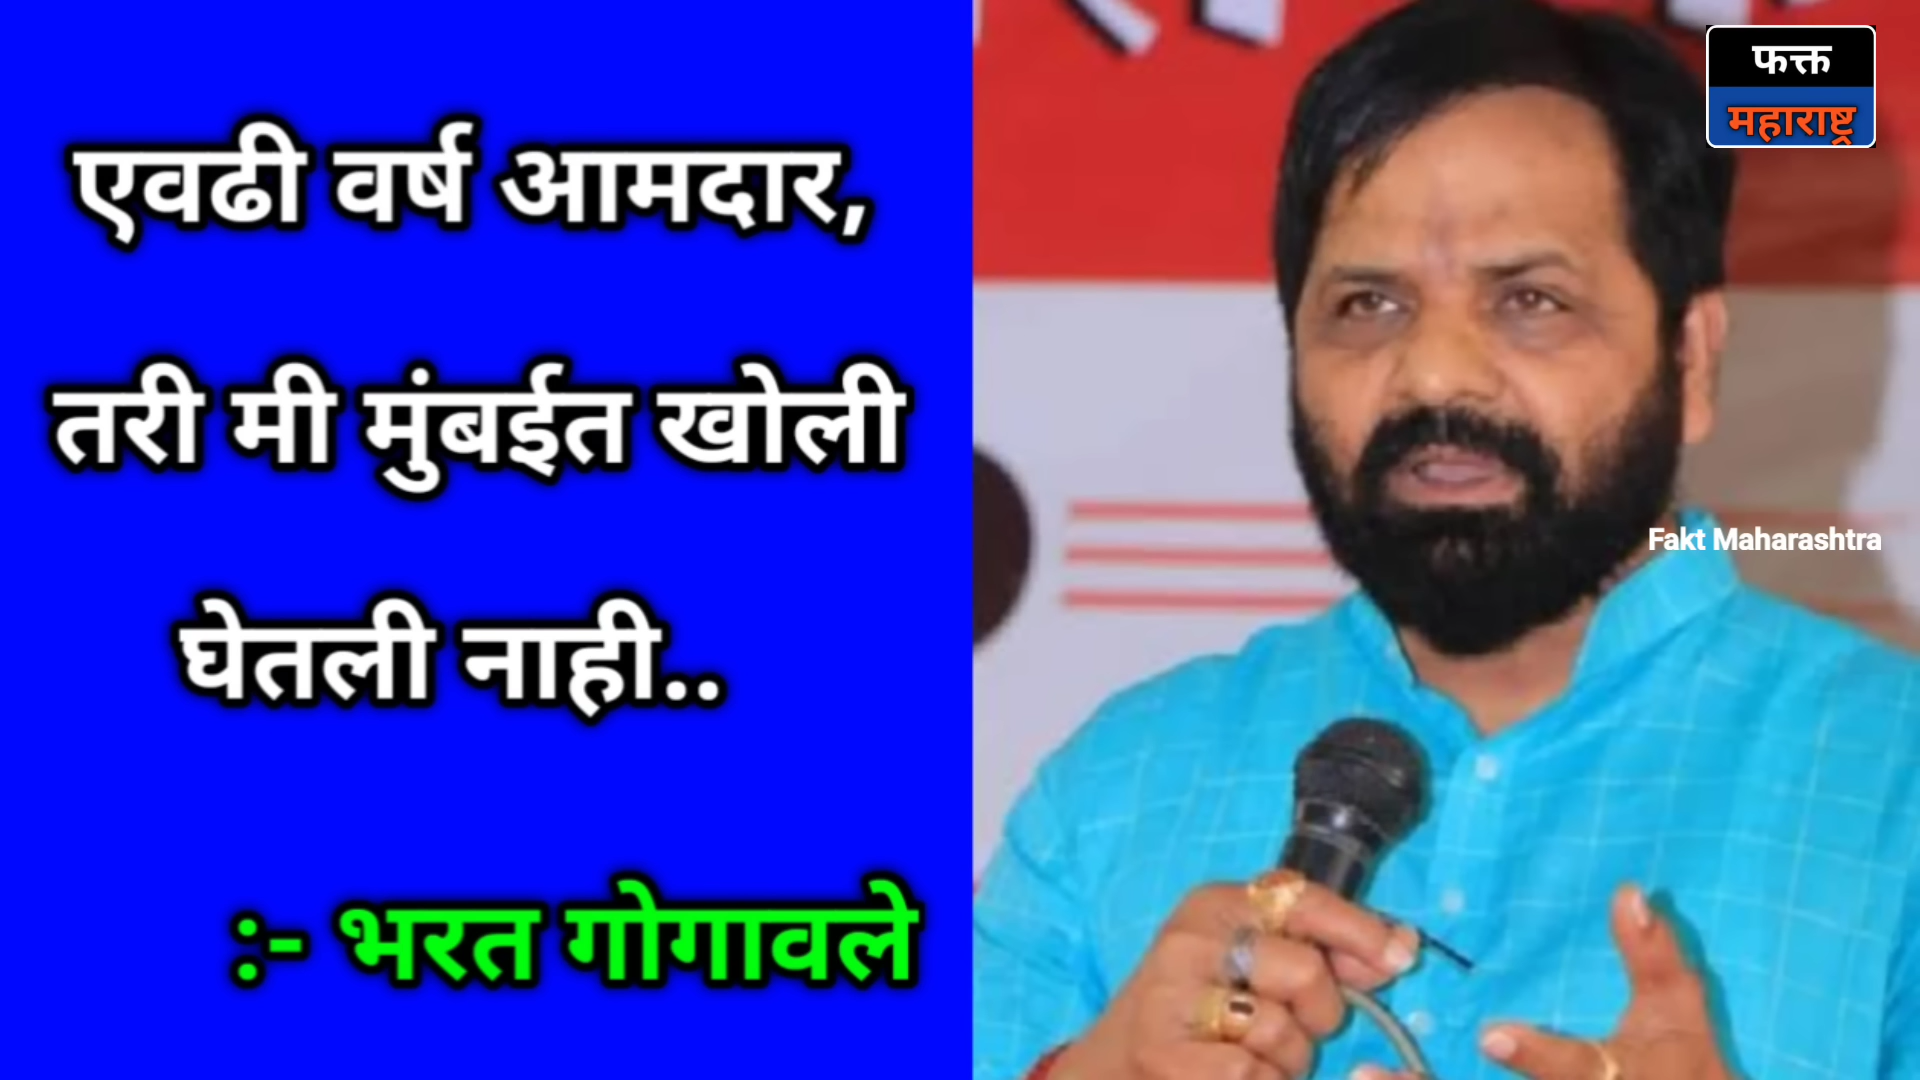 एवढी वर्ष आमदार,
तरी मी मुंबईत खोली
घेतली नाही..
:- भरत गोगावले
फक्त
महाराष्ट्र
Fakt Maharashtra